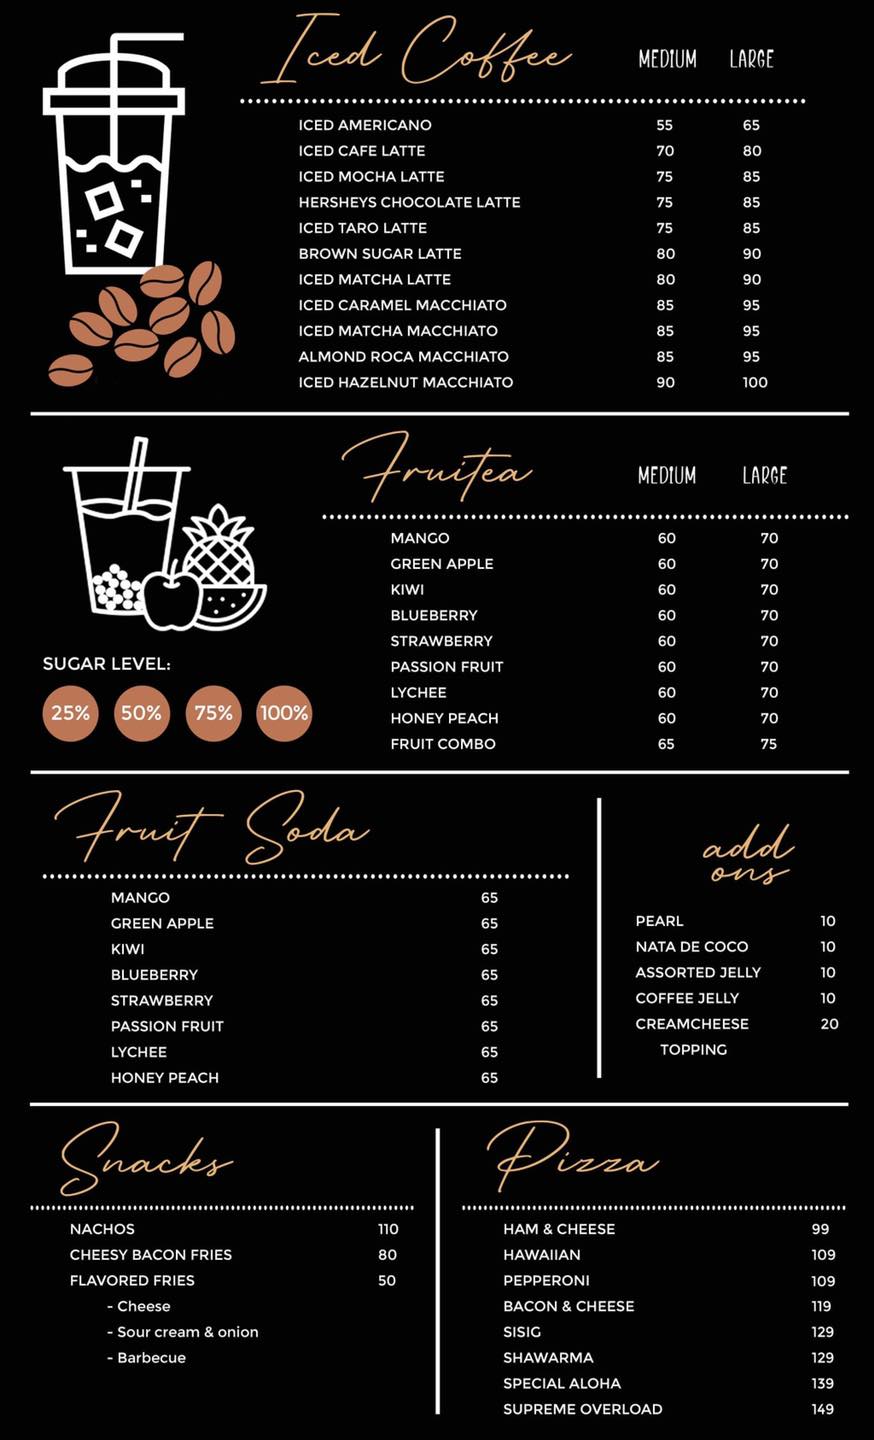 Iced Coffee MEDIUM LARGE
ICED AMERICANO 55 65
ICED CAFE LATTE 70 80
ICED MOCHA LATTE 75 85
HERSHEYS CHOCOLATE LATTE 75 85
ICED TARO LATTE 75 85
BROWN SUGAR LATTE 80 90
ICED MATCHA LATTE 80 90
ICED CARAMEL MACCHIATO 85 95
ICED MATCHA MACCHIATO 85 95
ALMOND ROCA MACCHIATO 85 95
ICED HAZELNUT MACCHIATO 90 100
Fruitea MEDIUM LARGE
MANGO 60 70
GREEN APPLE 60 70
KIWI 60 70
BLUEBERRY 60 70
STRAWBERRY 60 70
PASSION FRUIT 60 70
LYCHEE 60 70
HONEY PEACH 60 70
FRUIT COMBO 65 75
SUGAR LEVEL:
25% 50% 75% 100%
Fruit Soda
MANGO 65
GREEN APPLE 65
KIWI 65
BLUEBERRY 65
STRAWBERRY 65
PASSION FRUIT 65
LYCHEE 65
HONEY PEACH 65
add
ons
PEARL 10
NATA DE COCO 10
ASSORTED JELLY 10
COFFEE JELLY 10
CREAMCHEESE 20
TOPPING
Snacks
NACHOS 110
CHEESY BACON FRIES 80
FLAVORED FRIES 50
- Cheese
- Sour cream & onion
- Barbecue
Pizza
HAM & CHEESE 99
HAWAIIAN 109
PEPPERONI 109
BACON & CHEESE 119
SISIG 129
SHAWARMA 129
SPECIAL ALOHA 139
SUPREME OVERLOAD 149